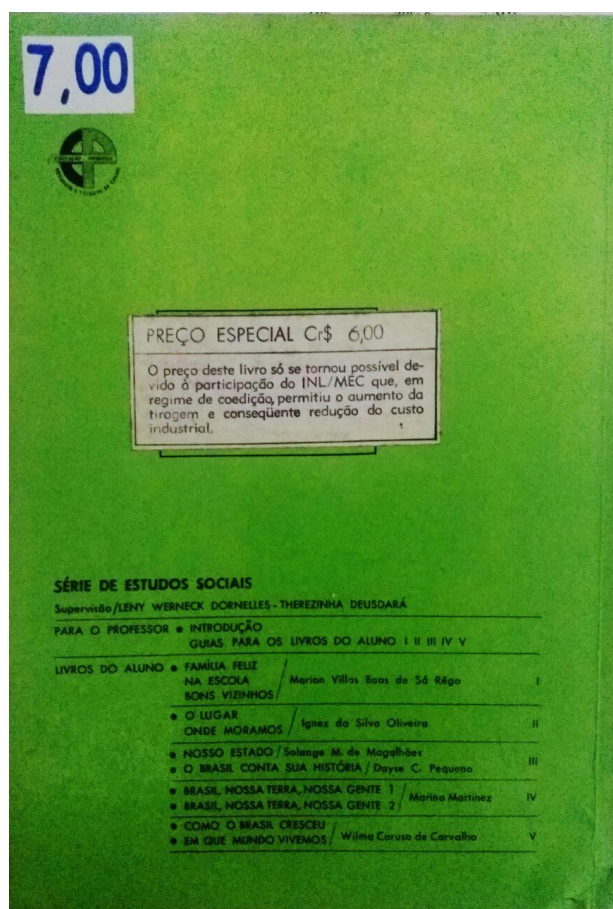 7,00
PREÇO ESPECIAL Cr$ 6,00
O preço deste livro só se tornou possível de-
vido à participação do INL/MEC que, em
regime de coedição, permitiu o aumento da
tiragem e conseqüente redução do custo
industrial.
SÉRIE DE ESTUDOS SOCIAIS
Supervisão/LENY WERNECK DORNELLES - THEREZINHA DEUSDARÁ
PARA O PROFESSOR • INTRODUÇÃO
GUIAS PARA OS LIVROS DO ALUNO I II III IV V
LIVROS DO ALUNO • FAMÍLIA FELIZ
NA ESCOLA / Marion Villas Boas de Sá Rêgo I
BONS VIZINHOS
• O LUGAR
ONDE MORAMOS / Ignez da Silva Oliveira II
• NOSSO ESTADO / Solange M. de Magalhães
• O BRASIL CONTA SUA HISTÓRIA / Dayse C. Pequeno III
• BRASIL, NOSSA TERRA, NOSSA GENTE 1
• BRASIL, NOSSA TERRA, NOSSA GENTE 2 / Marina Martinez IV
• COMO O BRASIL CRESCEU
• EM QUE MUNDO VIVEMOS / Wilma Caruso de Carvalho V